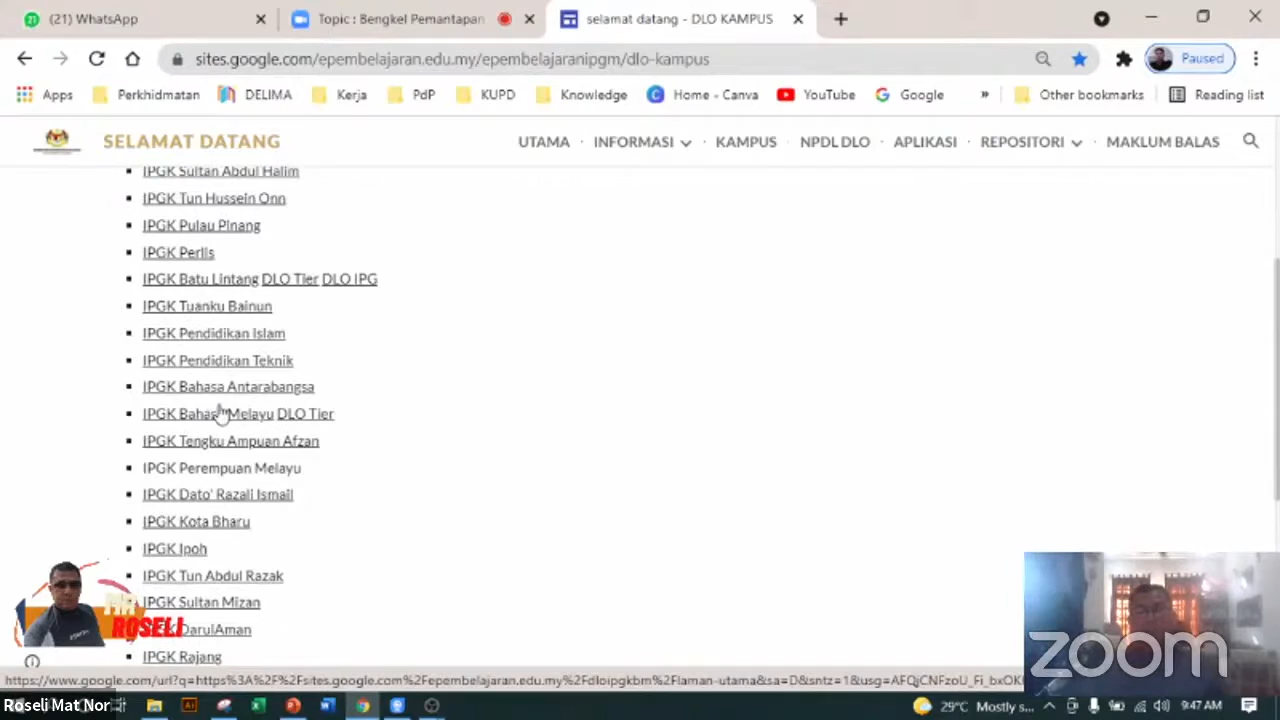 (21) WhatsApp
Topic : Bengkel Pemantapan
selamat datang - DLO KAMPUS
sites.google.com/epembelajaran.edu.my/epembelajaranipgm/dlo-kampus
Paused
Apps
Perkhidmatan
DELIMA
Kerja
PdP
KUPD
Knowledge
Home - Canva
YouTube
Google
»
Other bookmarks
Reading list
SELAMAT DATANG
UTAMA · INFORMASI · KAMPUS · NPDL DLO · APLIKASI · REPOSITORI · MAKLUM BALAS
IPGK Sultan Abdul Halim
IPGK Tun Hussein Onn
IPGK Pulau Pinang
IPGK Perlis
IPGK Batu Lintang DLO Tier DLO IPG
IPGK Tuanku Bainun
IPGK Pendidikan Islam
IPGK Pendidikan Teknik
IPGK Bahasa Antarabangsa
IPGK Bahasa Melayu DLO Tier
IPGK Tengku Ampuan Afzan
IPGK Perempuan Melayu
IPGK Dato' Razali Ismail
IPGK Kota Bharu
IPGK Ipoh
IPGK Tun Abdul Razak
IPGK Sultan Mizan
IPGK DarulAman
IPGK Rajang
MR
ROSELI
zoom
Roseli Mat Nor
29°C Mostly s...
9:47 AM